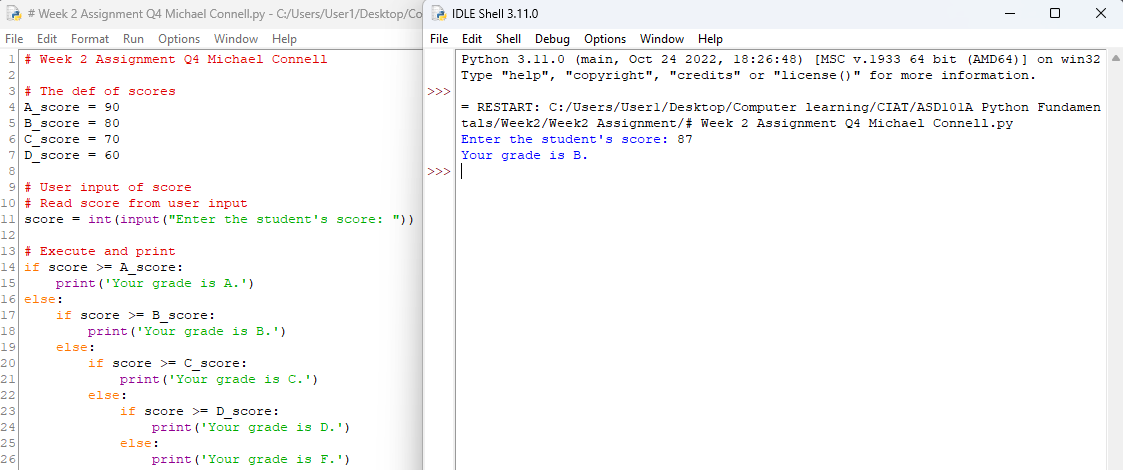 # Week 2 Assignment Q4 Michael Connell.py - C:/Users/User1/Desktop/Co
File Edit Format Run Options Window Help
1 # Week 2 Assignment Q4 Michael Connell
2
3 # The def of scores
4 A_score = 90
5 B_score = 80
6 C_score = 70
7 D_score = 60
8
9 # User input of score
10 # Read score from user input
11 score = int(input("Enter the student's score: "))
12
13 # Execute and print
14 if score >= A_score:
15     print('Your grade is A.')
16 else:
17     if score >= B_score:
18         print('Your grade is B.')
19     else:
20         if score >= C_score:
21             print('Your grade is C.')
22         else:
23             if score >= D_score:
24                 print('Your grade is D.')
25             else:
26                 print('Your grade is F.')
IDLE Shell 3.11.0
File Edit Shell Debug Options Window Help
Python 3.11.0 (main, Oct 24 2022, 18:26:48) [MSC v.1933 64 bit (AMD64)] on win32
Type "help", "copyright", "credits" or "license()" for more information.
>>>
= RESTART: C:/Users/User1/Desktop/Computer learning/CIAT/ASD101A Python Fundamen
tals/Week2/Week2 Assignment/# Week 2 Assignment Q4 Michael Connell.py
Enter the student's score: 87
Your grade is B.
>>>